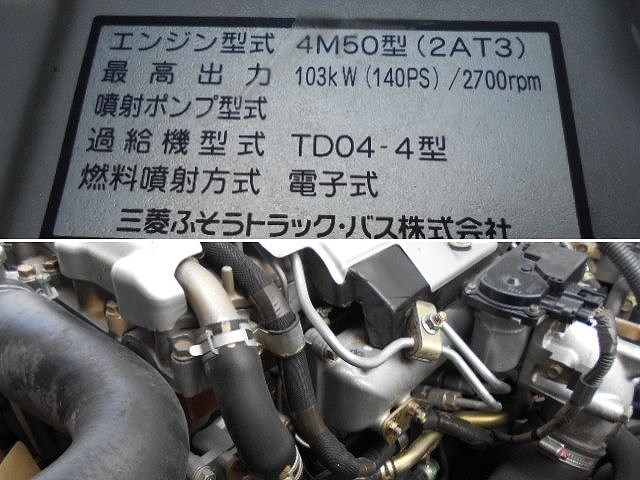 エンジン型式 4M50型(2AT3)
最高出力 103kW(140PS)/2700rpm
噴射ポンプ型式
過給機型式 TD04-4型
燃料噴射方式 電子式
三菱ふそうトラック・バス株式会社